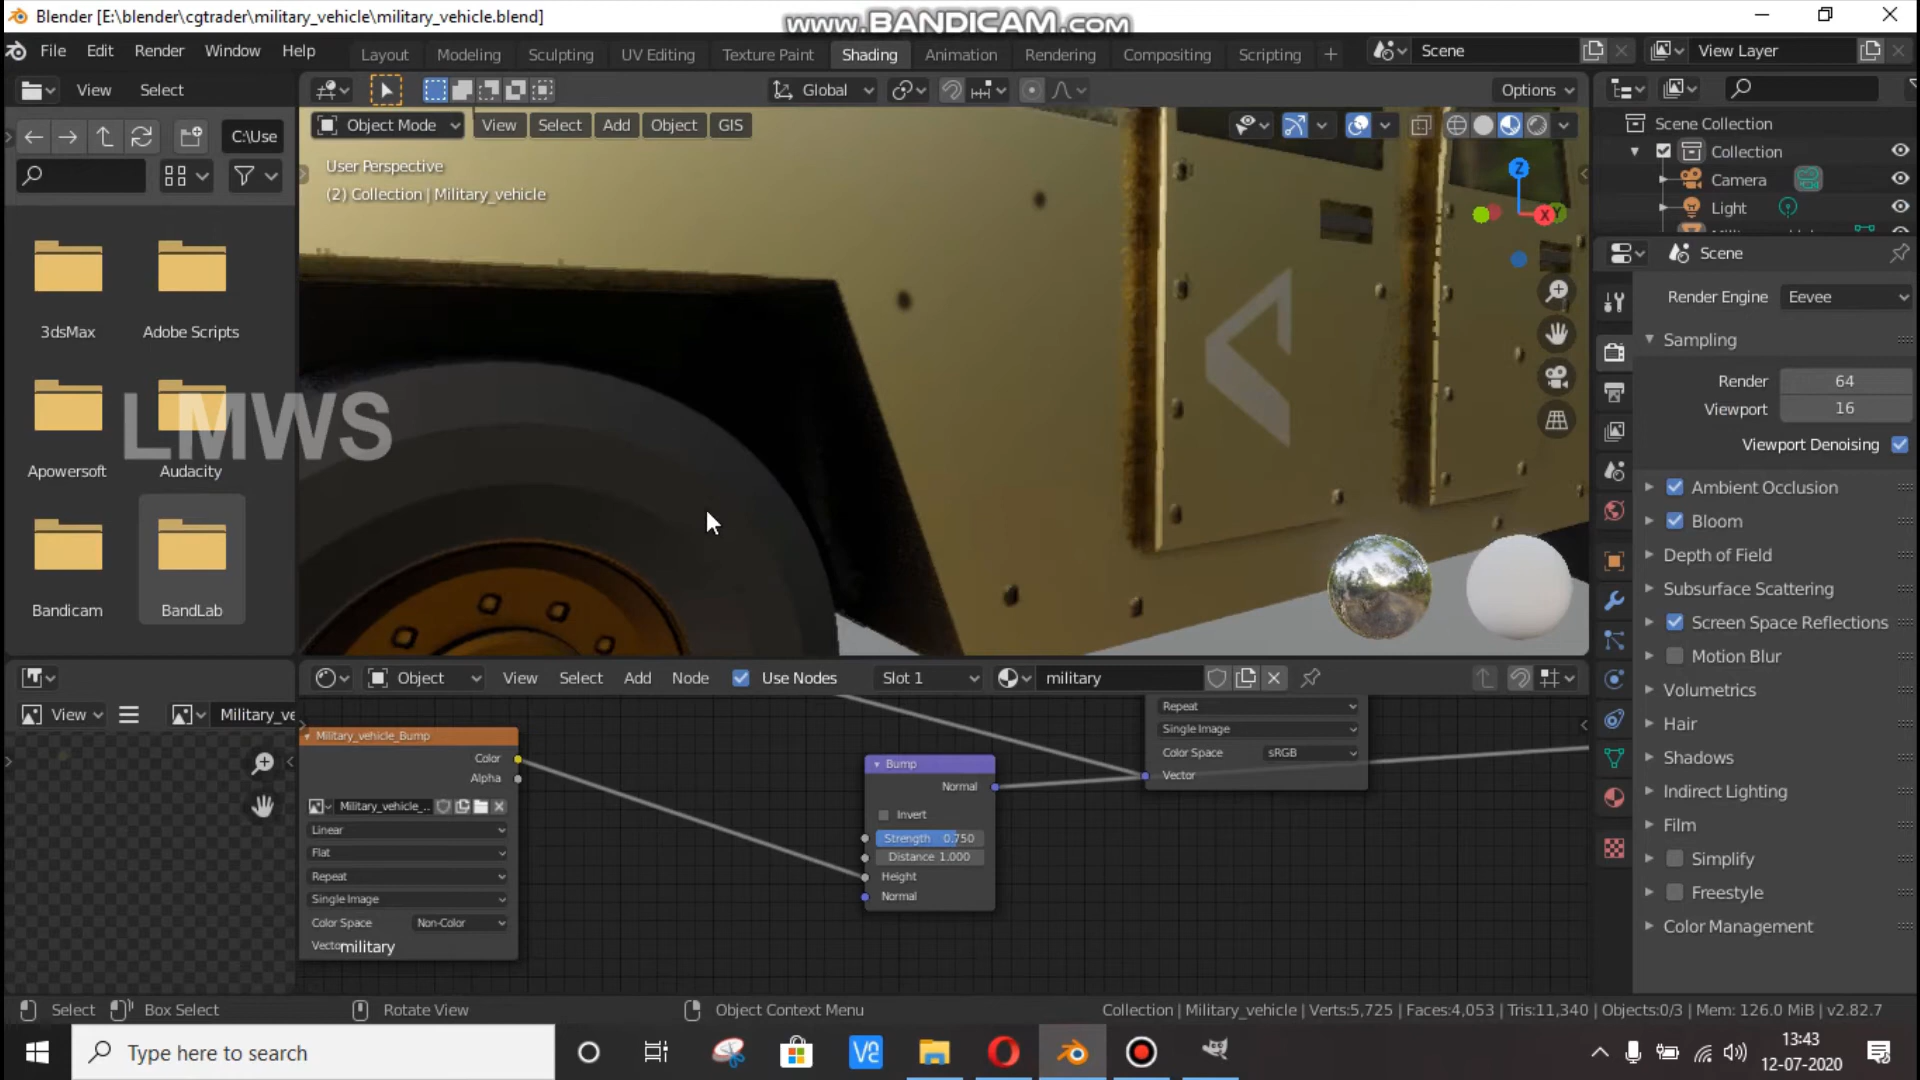 Blender [E:\blender\cgtrader\military_vehicle\military_vehicle.blend]
www.BANDICAM.com
File Edit Render Window Help
Layout Modeling Sculpting UV Editing Texture Paint Shading Animation Rendering Compositing Scripting +
Scene
View Layer
View Select
Global
Options
Object Mode View Select Add Object GIS
C:\Use
User Perspective
(2) Collection | Military_vehicle
Z
X
Y
3dsMax
Adobe Scripts
Apowersoft
Audacity
Bandicam
BandLab
LMWS
Scene Collection
Collection
Camera
Light
Scene
Render Engine Eevee
Sampling
Render 64
Viewport 16
Viewport Denoising
Ambient Occlusion
Bloom
Depth of Field
Subsurface Scattering
Screen Space Reflections
Motion Blur
Volumetrics
Hair
Shadows
Indirect Lighting
Film
Simplify
Freestyle
Color Management
Object View Select Add Node Use Nodes Slot 1 military
View
Military_ve
Military_vehicle_Bump
Color
Alpha
Military_vehicle_..
Linear
Flat
Repeat
Single Image
Color Space Non-Color
military
Bump
Normal
Invert
Strength 0.750
Distance 1.000
Height
Normal
Repeat
Single Image
Color Space sRGB
Vector
Select Box Select Rotate View Object Context Menu
Collection | Military_vehicle | Verts:5,725 | Faces:4,053 | Tris:11,340 | Objects:0/3 | Mem: 126.0 MiB | v2.82.7
Type here to search
13:43
12-07-2020